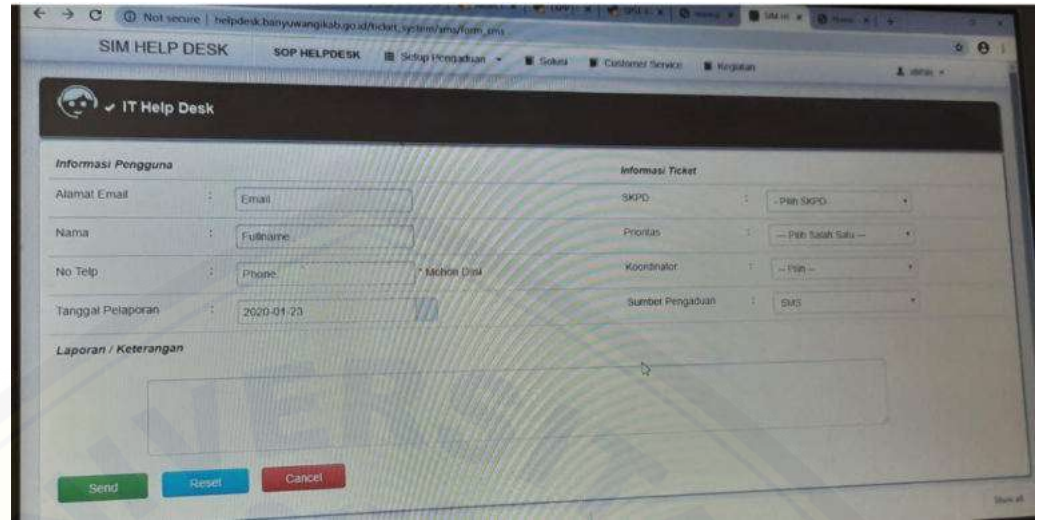 Not secure | helpdesk.banyuwangikab.go.id/ticket_system/sms/form_sms
SIM HELP DESK
SOP HELPDESK
Setup Pengaduan
Solusi
Customer Service
Kegiatan
IT Help Desk
Informasi Pengguna
Informasi Ticket
Alamat Email : Email
SKPD : - Pilih SKPD-
Nama : Fullname
Prioritas : --- Pilih Salah Satu ---
No Telp : Phone * Mohon Diisi
Koordinator : -- Pilih --
Tanggal Pelaporan : 2020-01-23
Sumber Pengaduan : SMS
Laporan / Keterangan
Send
Reset
Cancel
Show all